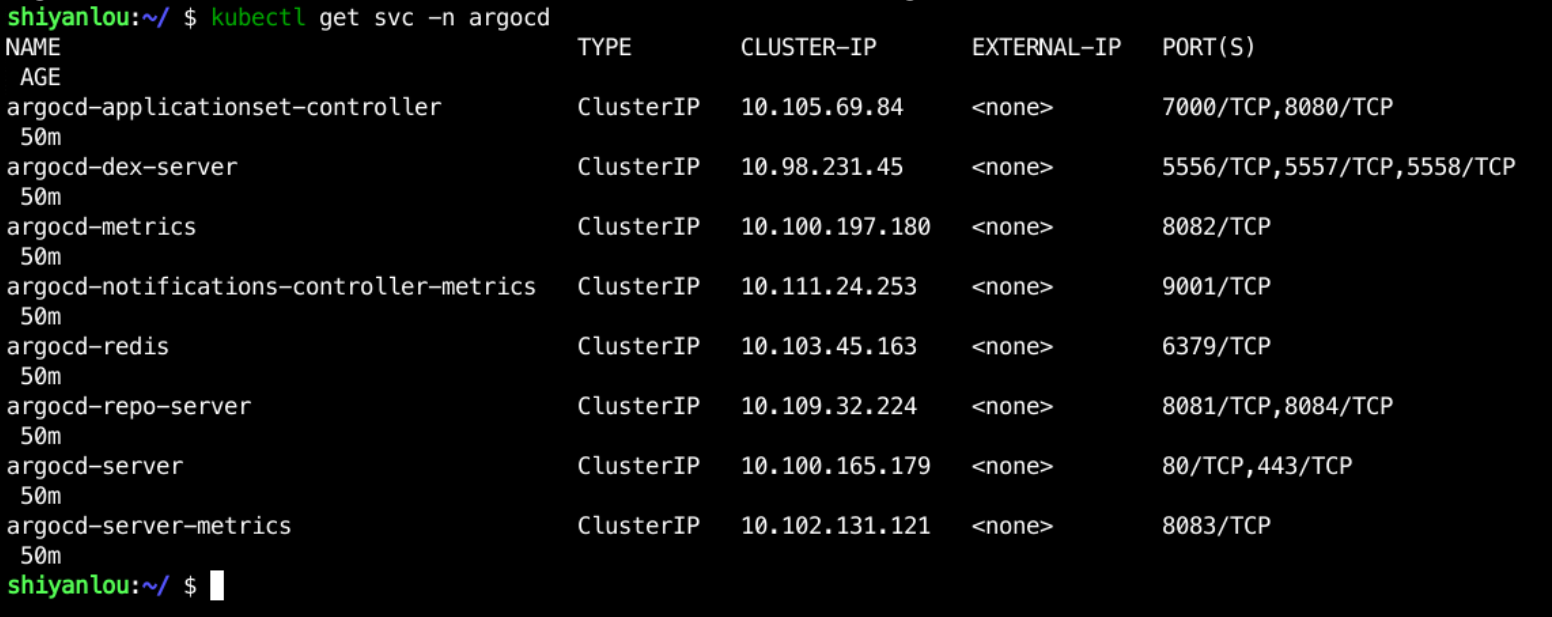 shiyanlou:~/ $ kubectl get svc -n argocd
NAME TYPE CLUSTER-IP EXTERNAL-IP PORT(S)
AGE
argocd-applicationset-controller ClusterIP 10.105.69.84 <none> 7000/TCP,8080/TCP
50m
argocd-dex-server ClusterIP 10.98.231.45 <none> 5556/TCP,5557/TCP,5558/TCP
50m
argocd-metrics ClusterIP 10.100.197.180 <none> 8082/TCP
50m
argocd-notifications-controller-metrics ClusterIP 10.111.24.253 <none> 9001/TCP
50m
argocd-redis ClusterIP 10.103.45.163 <none> 6379/TCP
50m
argocd-repo-server ClusterIP 10.109.32.224 <none> 8081/TCP,8084/TCP
50m
argocd-server ClusterIP 10.100.165.179 <none> 80/TCP,443/TCP
50m
argocd-server-metrics ClusterIP 10.102.131.121 <none> 8083/TCP
50m
shiyanlou:~/ $